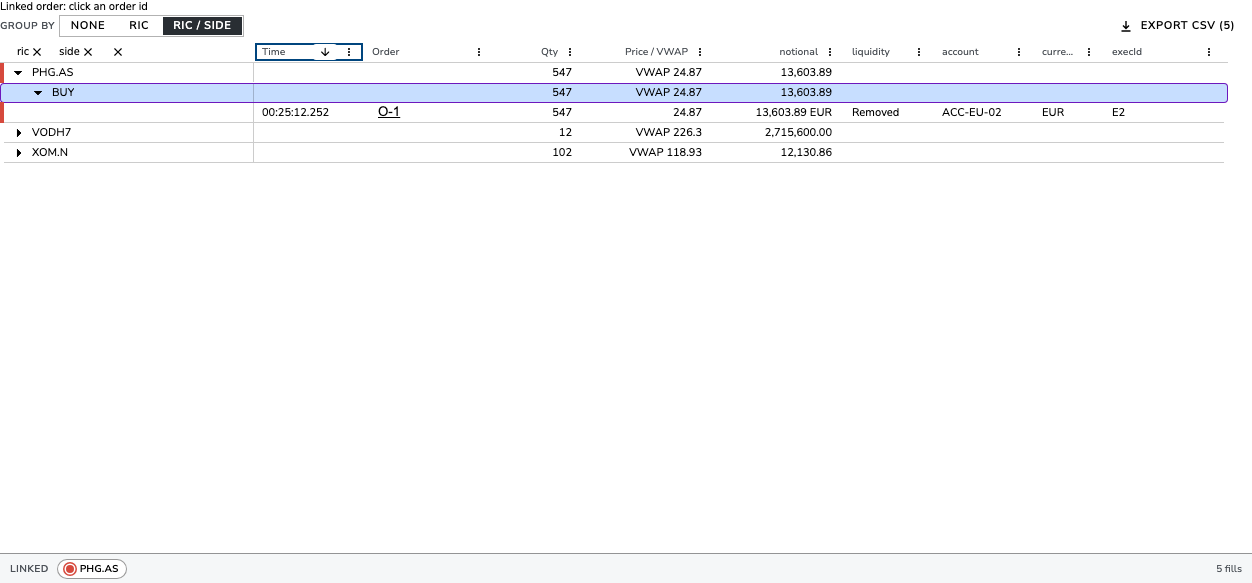 Linked order: click an order id
GROUP BY NONE RIC RIC / SIDE EXPORT CSV (5)
ric side Time Order Qty Price / VWAP notional liquidity account curre... execId
PHG.AS 547 VWAP 24.87 13,603.89
BUY 547 VWAP 24.87 13,603.89
00:25:12.252 O-1 547 24.87 13,603.89 EUR Removed ACC-EU-02 EUR E2
VODH7 12 VWAP 226.3 2,715,600.00
XOM.N 102 VWAP 118.93 12,130.86
LINKED PHG.AS 5 fills